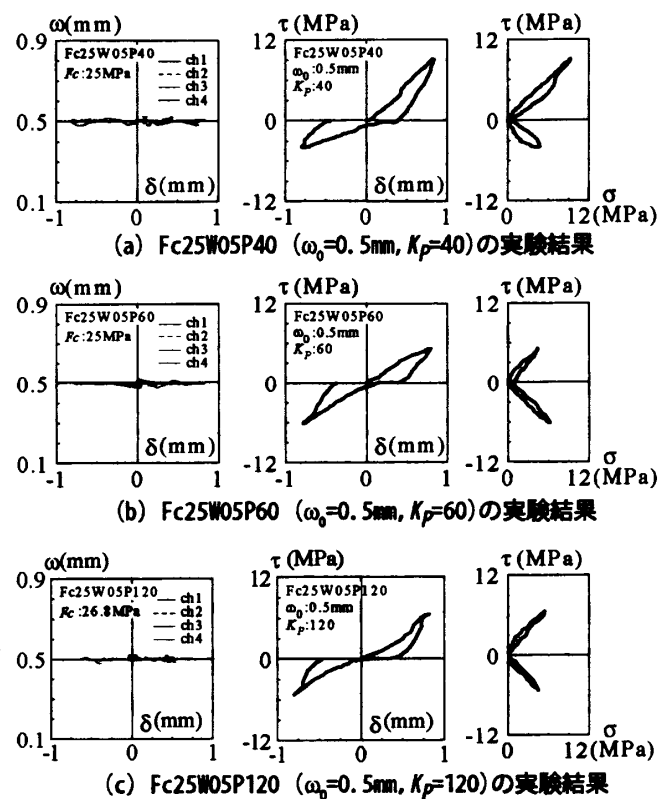 ω(mm)
τ (MPa)
τ (MPa)
0.9
Fc25W05P40
Fc:25MPa
ch1
ch2
ch3
ch4
0.5
0.1
-1
0
1
δ(mm)
12
Fc25W05P40
ω₀:0.5mm
Kp:40
0
-12
-1
0
1
δ(mm)
12
0
-12
0
12(MPa)
σ
(a) Fc25W05P40 (ω₀=0.5mm, Kp=40)の実験結果
ω(mm)
τ (MPa)
τ (MPa)
0.9
Fc25W05P60
Fc:25MPa
ch1
ch2
ch3
ch4
0.5
0.1
-1
0
1
δ(mm)
12
Fc25W05P60
ω₀:0.5mm
Kp:60
0
-12
-1
0
1
δ(mm)
12
0
-12
0
12
σ
(MPa)
(b) Fc25W05P60 (ω₀=0.5mm, Kp=60)の実験結果
ω(mm)
τ (MPa)
τ (MPa)
0.9
Fc25W05P120
Fc:26.8MPa
ch1
ch2
ch3
ch4
0.5
0.1
-1
0
1
δ(mm)
12
Fc25W05P120
ω₀:0.5mm
Kp:120
0
-12
-1
0
1
δ(mm)
12
0
-12
0
12(MPa)
σ
(c) Fc25W05P120 (ω₀=0.5mm, Kp=120)の実験結果